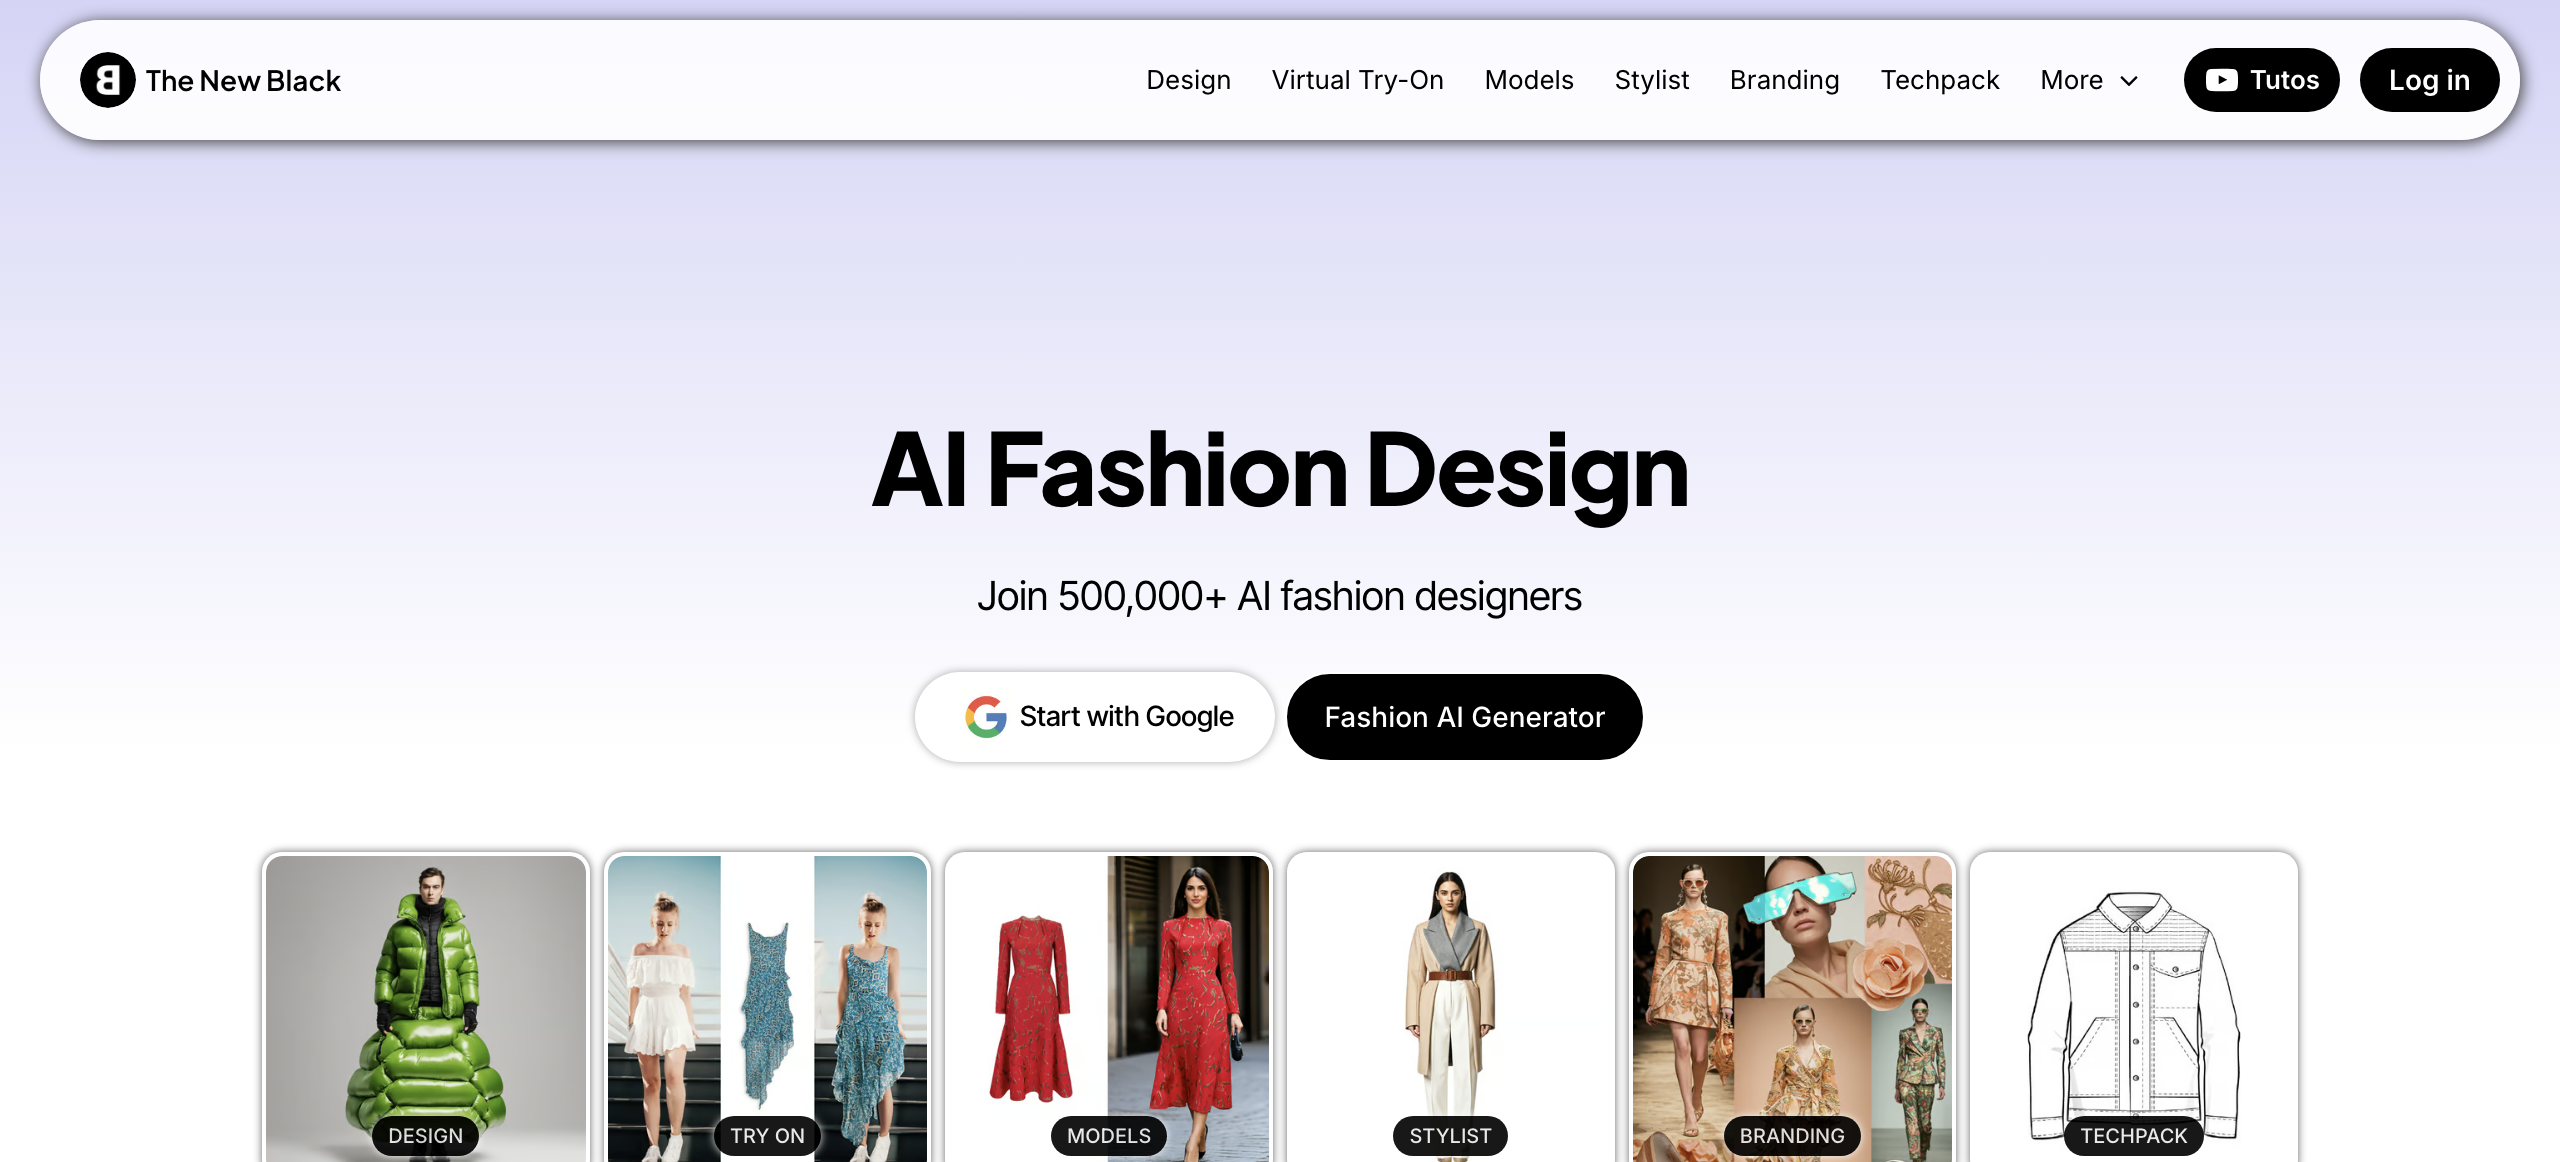 B The New Black
Design Virtual Try-On Models Stylist Branding Techpack More Tutos Log in
AI Fashion Design
Join 500,000+ AI fashion designers
Start with Google Fashion AI Generator
DESIGN TRY ON MODELS STYLIST BRANDING TECHPACK